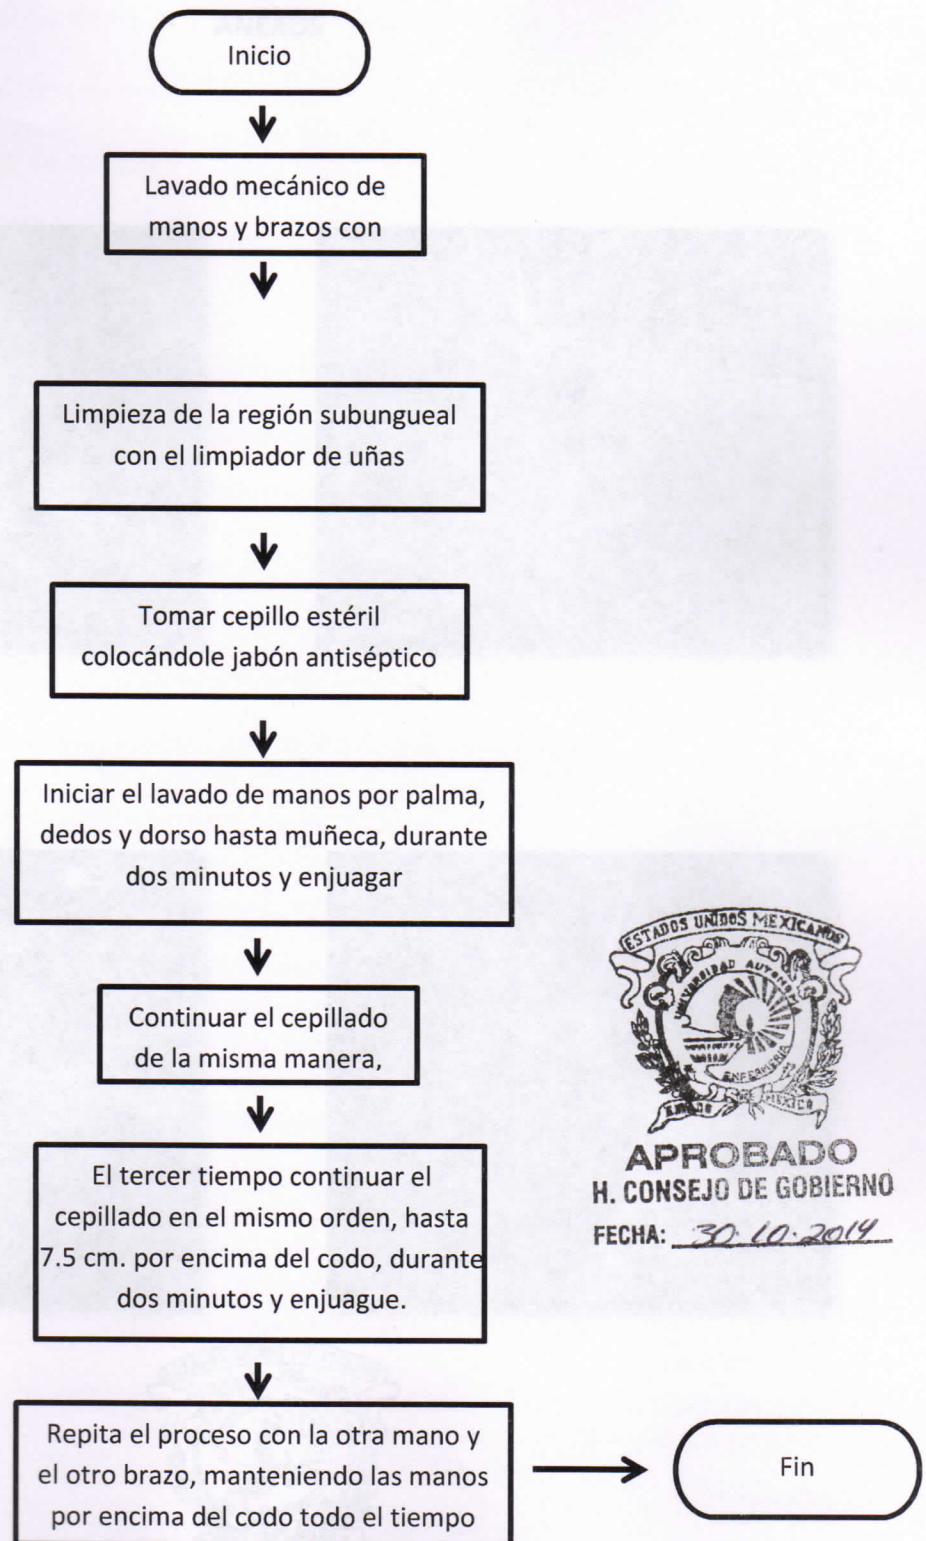 Inicio
Lavado mecánico de
manos y brazos con
Limpieza de la región subungueal
con el limpiador de uñas
Tomar cepillo estéril
colocándole jabón antiséptico
Iniciar el lavado de manos por palma,
dedos y dorso hasta muñeca, durante
dos minutos y enjuagar
Continuar el cepillado
de la misma manera,
El tercer tiempo continuar el
cepillado en el mismo orden, hasta
7.5 cm. por encima del codo, durante
dos minutos y enjuague.
Repita el proceso con la otra mano y
el otro brazo, manteniendo las manos
por encima del codo todo el tiempo
Fin
ESTADOS UNIDOS MEXICANOS
UNIVERSIDAD
ENFERMERIA
MEXICO
APROBADO
H. CONSEJO DE GOBIERNO
FECHA: 30.10.2014
ANEXOS